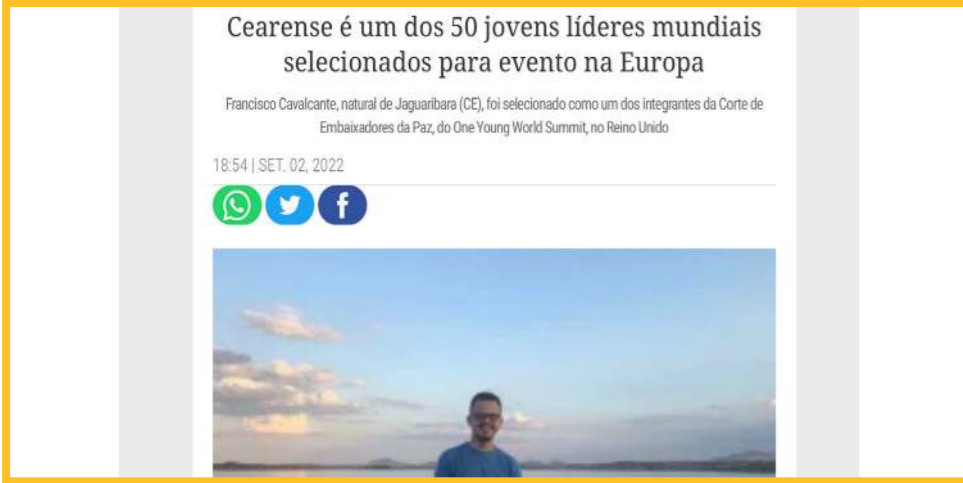 Cearense é um dos 50 jovens líderes mundiais
selecionados para evento na Europa
Francisco Cavalcante, natural de Jaguaribara (CE), foi selecionado como um dos integrantes da Corte de
Embaixadores da Paz, do One Young World Summit, no Reino Unido
18:54 | SET. 02, 2022